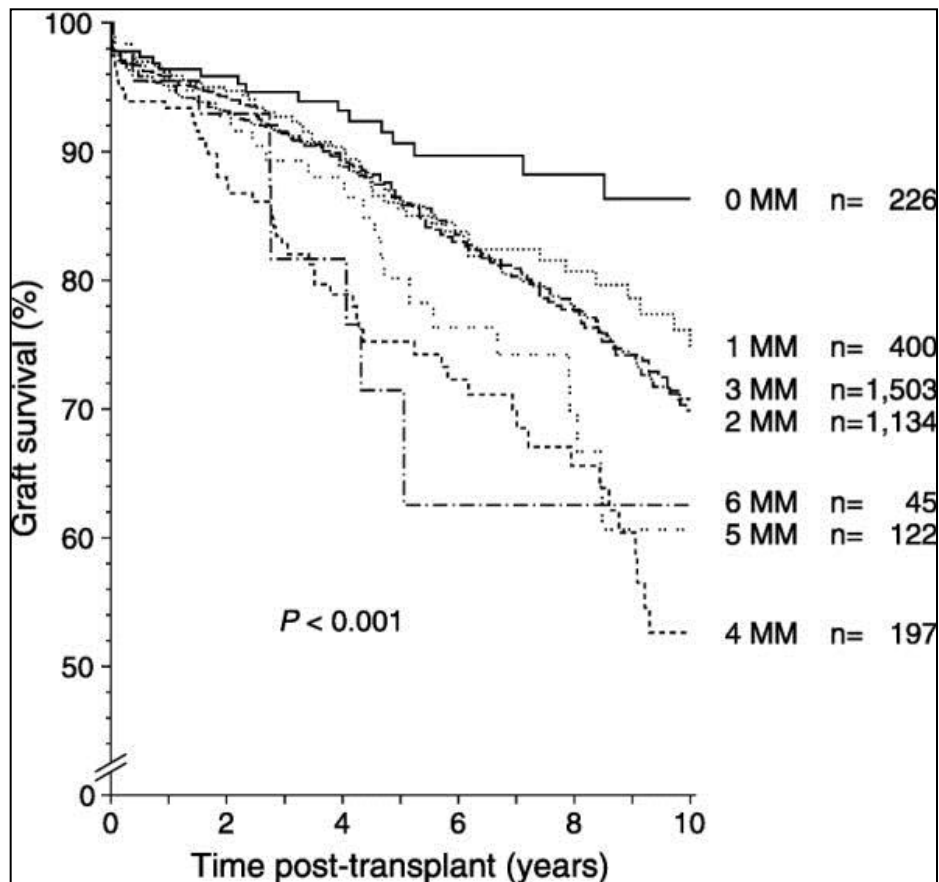 100
90
80
70
60
50
0
Graft survival (%)
0 2 4 6 8 10
Time post-transplant (years)
P < 0.001
0 MM n= 226
1 MM n= 400
3 MM n=1,503
2 MM n=1,134
6 MM n= 45
5 MM n= 122
4 MM n= 197